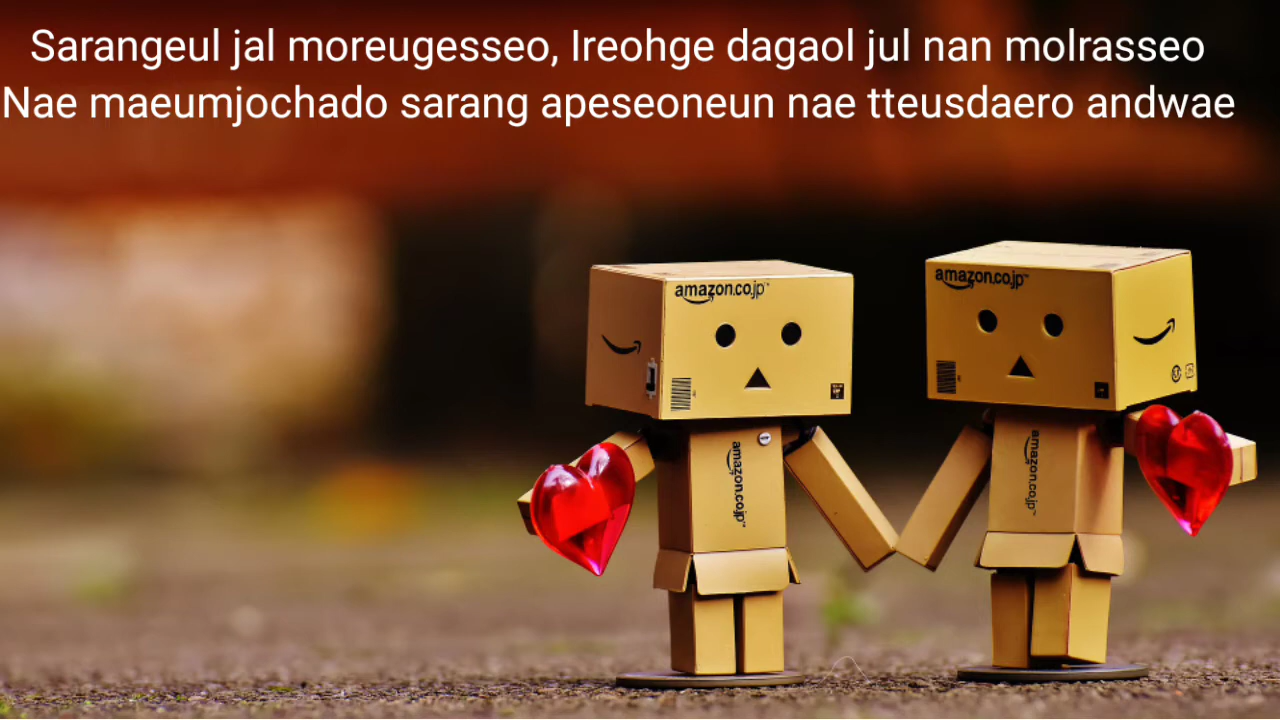 Sarangeul jal moreugesseo, Ireohge dagaol jul nan molrasseo
Nae maeumjochado sarang apeseoneun nae tteusdaero andwae
amazon.co.jp
amazon.co.jp
amazon.co.jp
amazon.co.jp